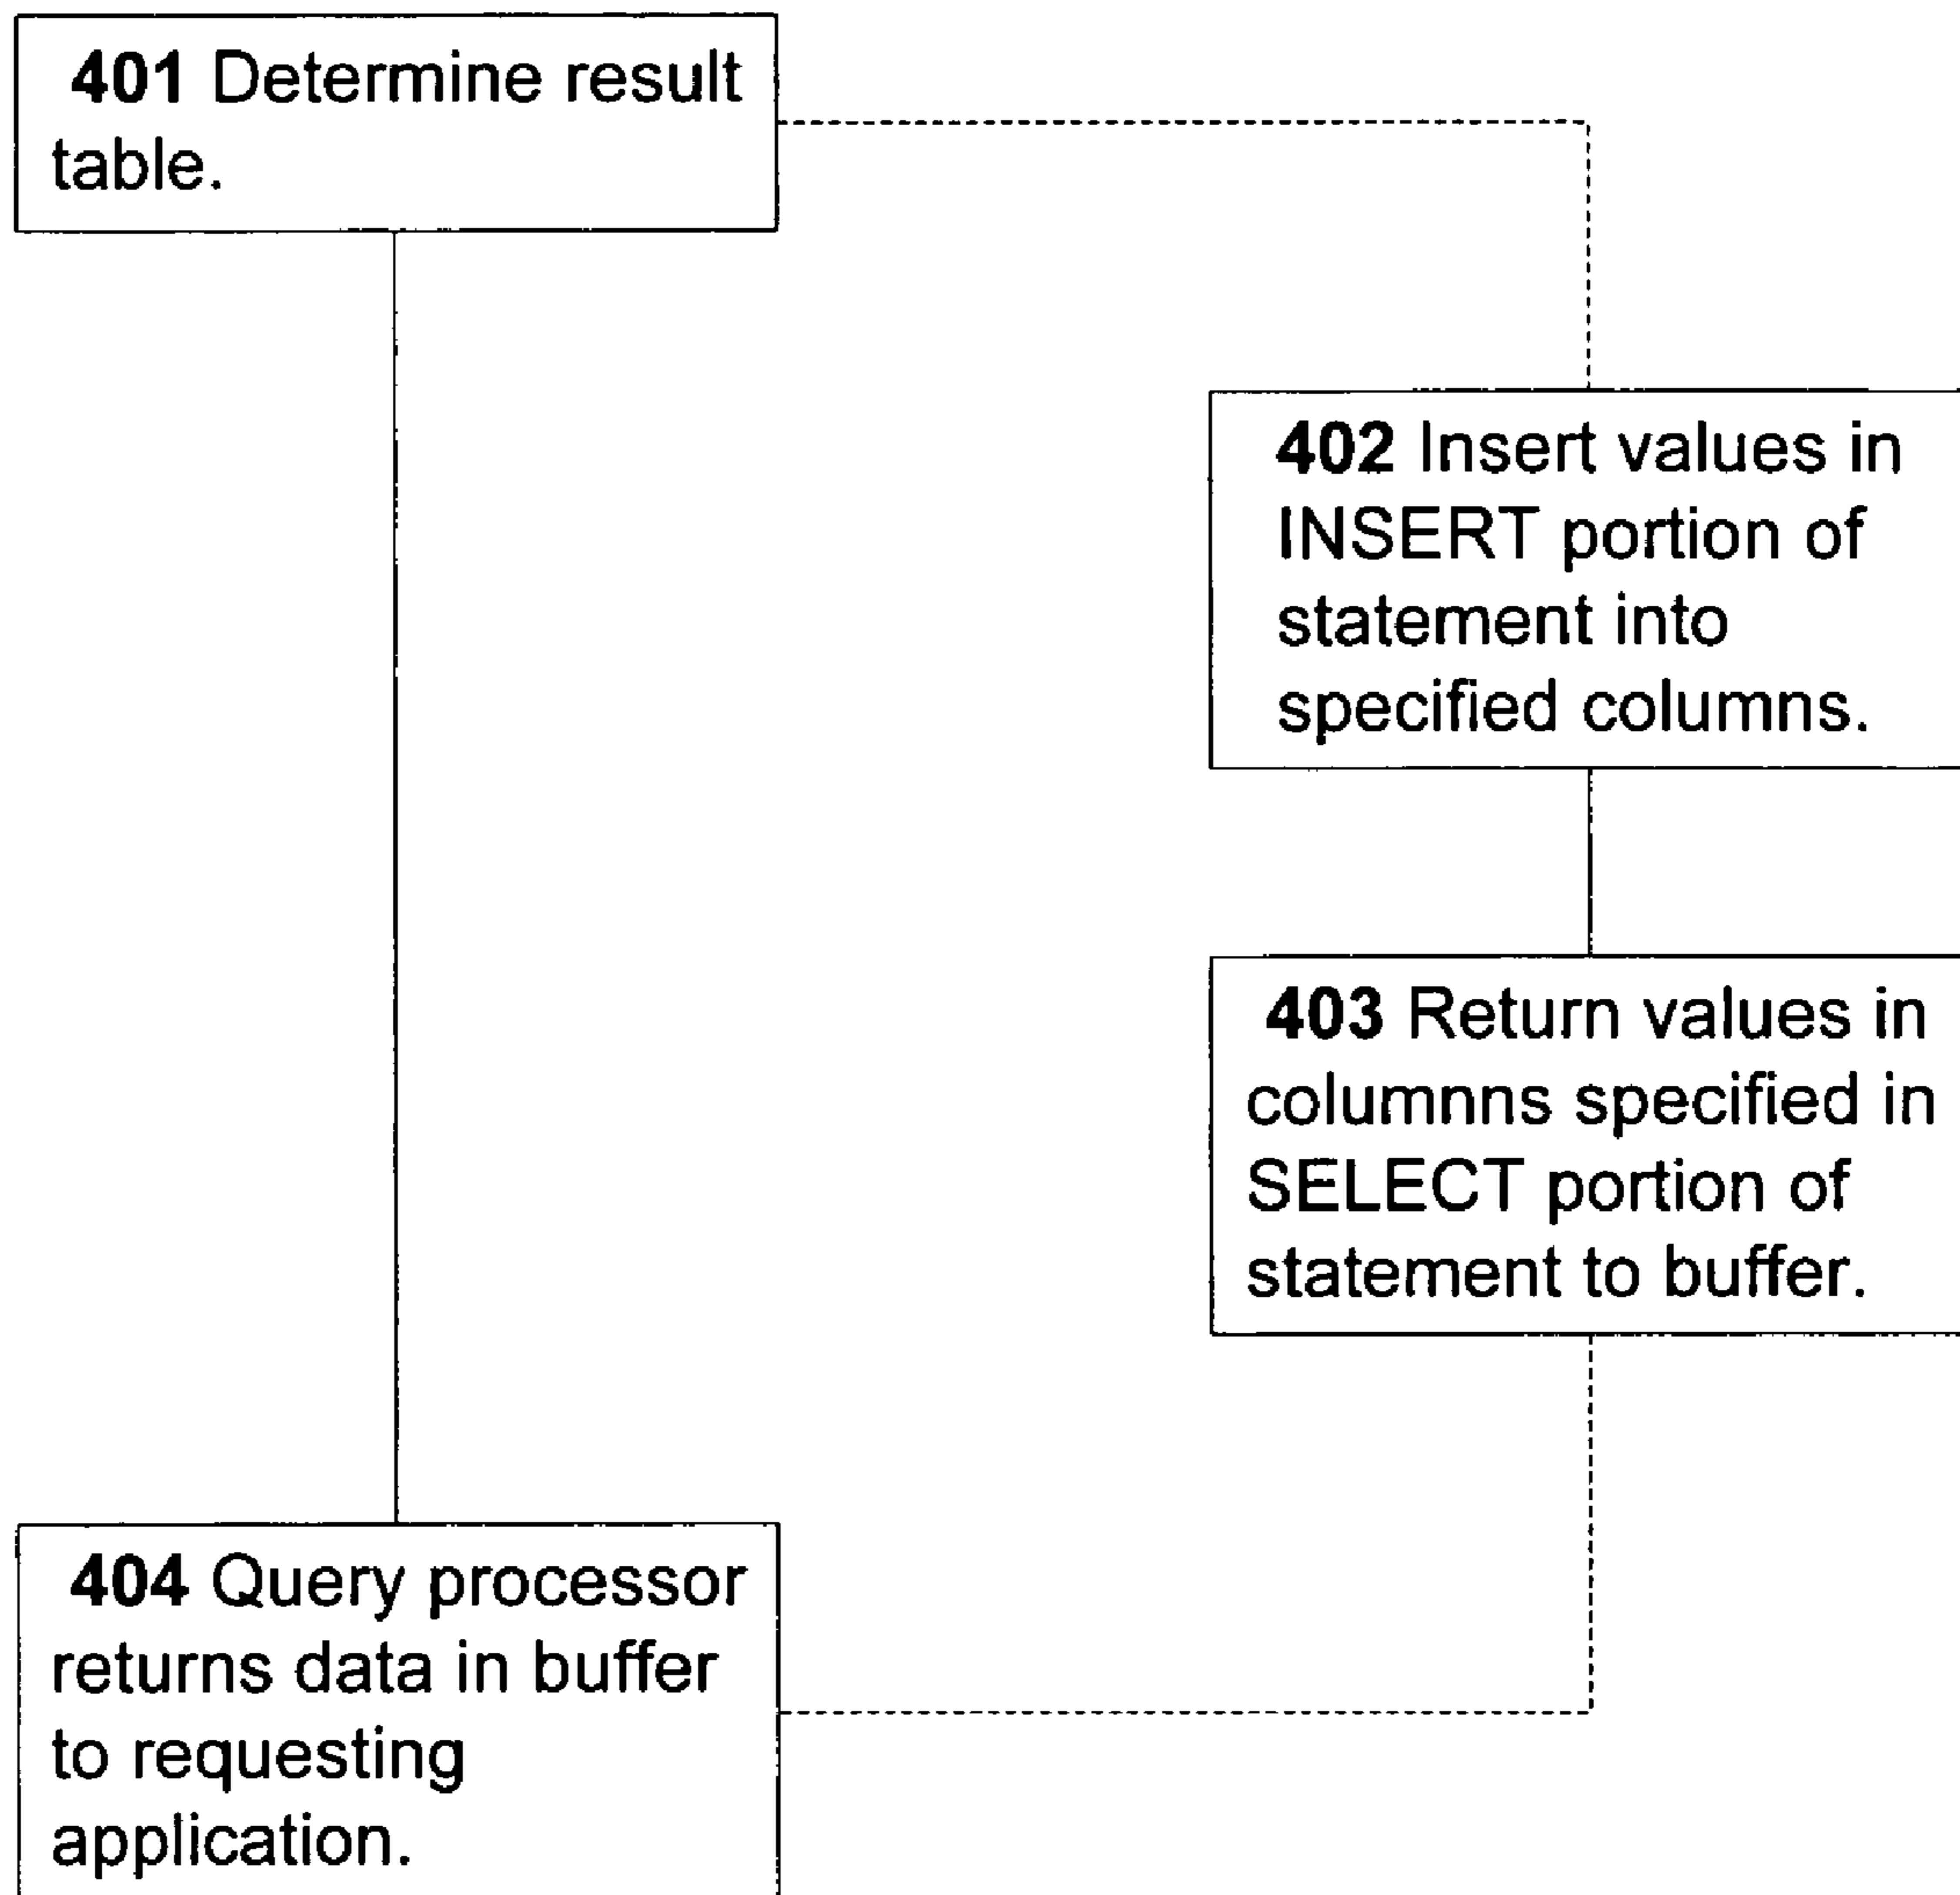 401 Determine result
table.
402 Insert values in
INSERT portion of
statement into
specified columns.
403 Return values in
columnns specified in
SELECT portion of
statement to buffer.
404 Query processor
returns data in buffer
to requesting
application.